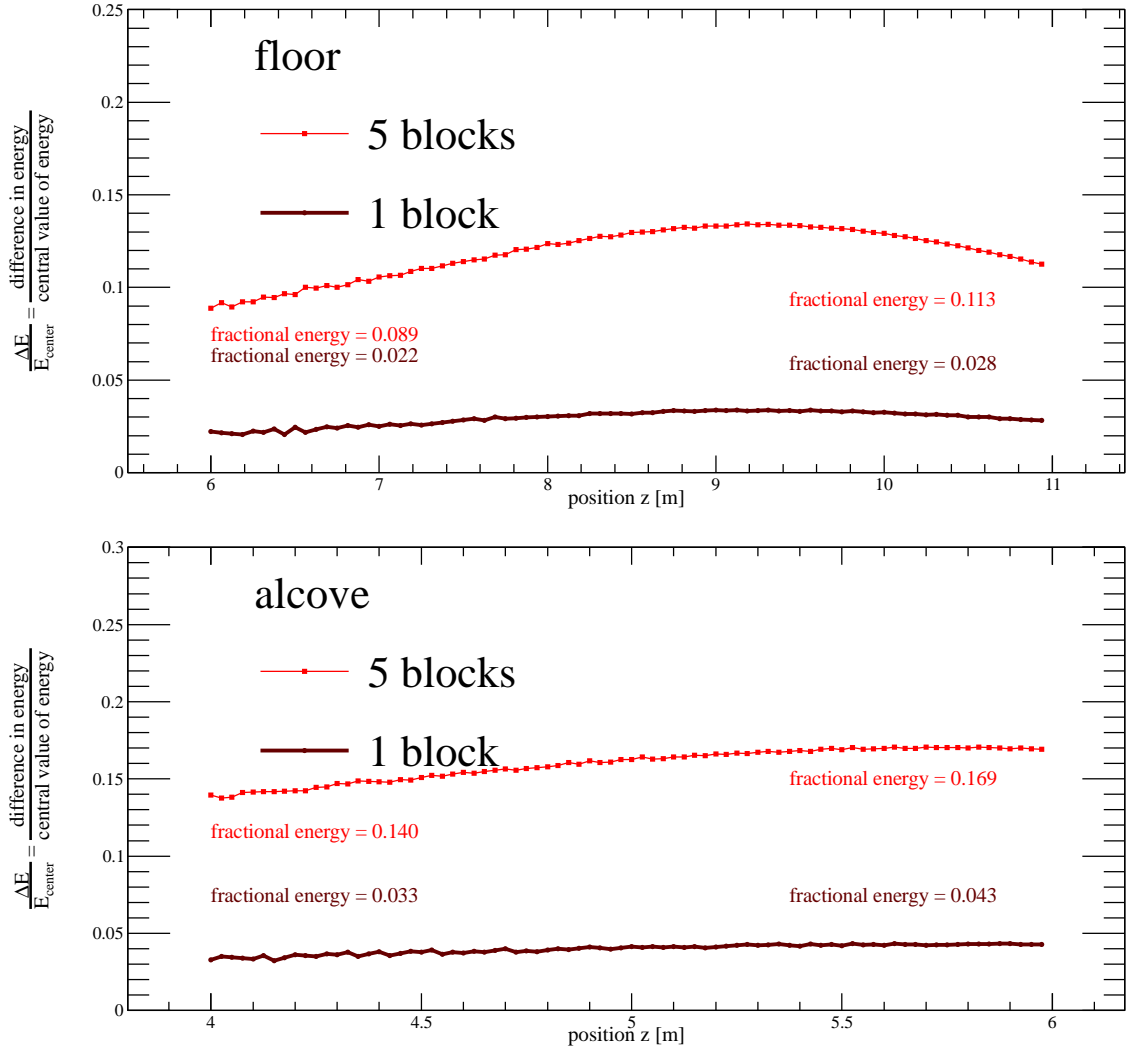 0.25
0.2
0.15
0.1
0.05
0
floor
5 blocks
1 block
fractional energy = 0.089
fractional energy = 0.022
fractional energy = 0.113
fractional energy = 0.028
6 7 8 9 10 11
position z [m]
ΔE / E_center = difference in energy / central value of energy
0.3
0.25
0.2
0.15
0.1
0.05
0
alcove
5 blocks
1 block
fractional energy = 0.140
fractional energy = 0.033
fractional energy = 0.169
fractional energy = 0.043
4 4.5 5 5.5 6
position z [m]
ΔE / E_center = difference in energy / central value of energy